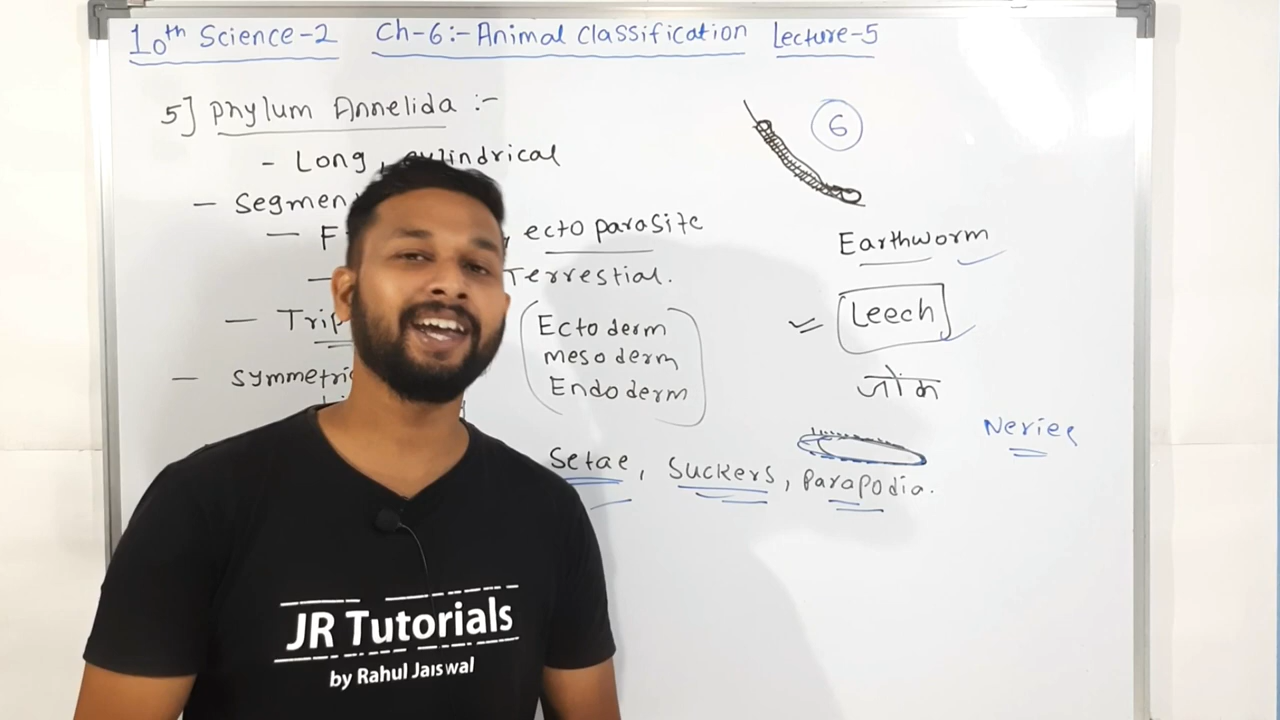 10th Science-2 Ch-6:- Animal Classification Lecture-5
5] Phylum Annelida :-
- Long, cylindrical
6
- Segmen
- F , ecto parasite
Earthworm
- Terrestial.
- Trip Ecto derm
meso derm
Endo derm
Leech
- symmetric
जोंक
Neries
Setae, Suckers, Parapodia.
JR Tutorials
by Rahul Jaiswal